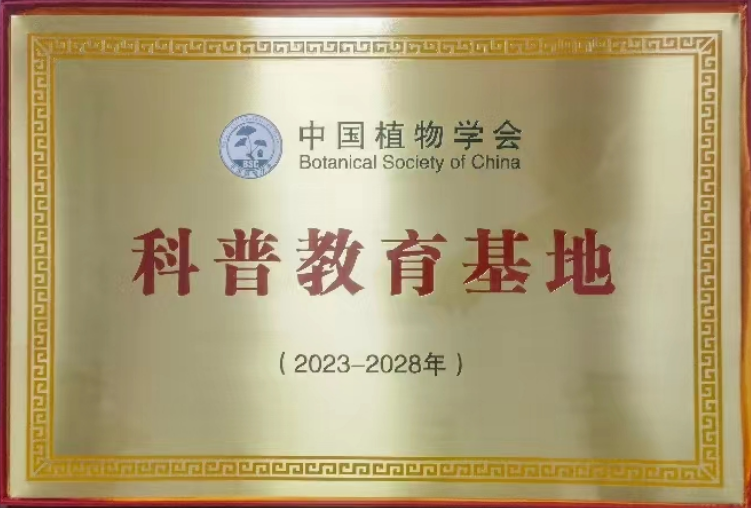 中国植物学会
Botanical Society of China
BSC
科普教育基地
（2023-2028年）